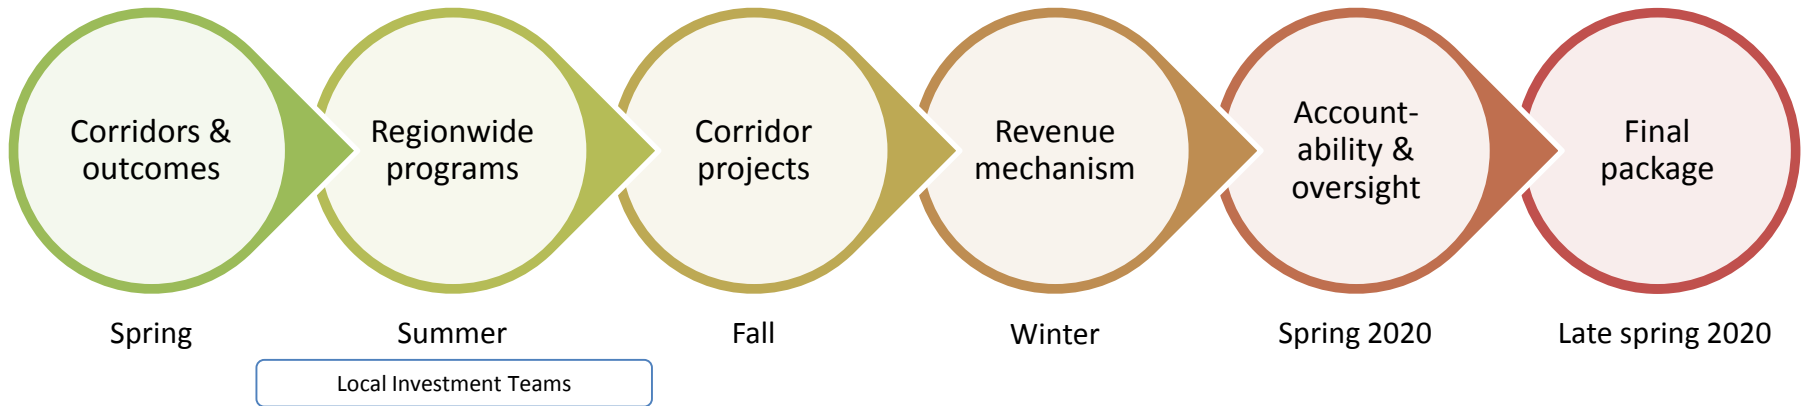 Corridors &
outcomes
Regionwide
programs
Corridor
projects
Revenue
mechanism
Account-
ability &
oversight
Final
package
Spring
Summer
Fall
Winter
Spring 2020
Late spring 2020
Local Investment Teams